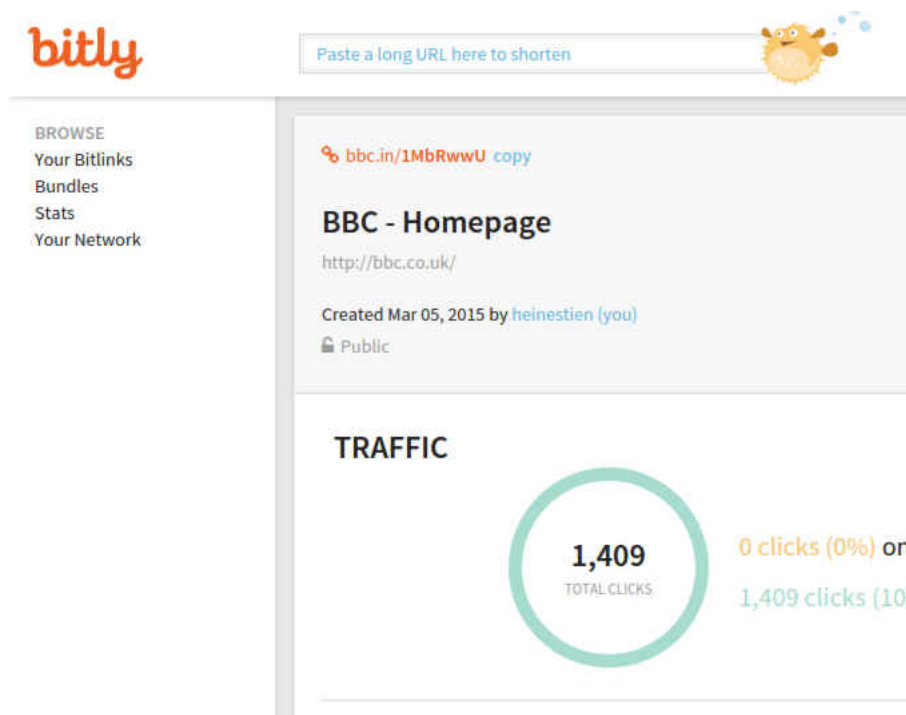 bitly
Paste a long URL here to shorten
BROWSE
Your Bitlinks
Bundles
Stats
Your Network
bbc.in/1MbRwwU copy
BBC - Homepage
http://bbc.co.uk/
Created Mar 05, 2015 by heinestien (you)
Public
TRAFFIC
1,409
TOTAL CLICKS
0 clicks (0%)
1,409 clicks